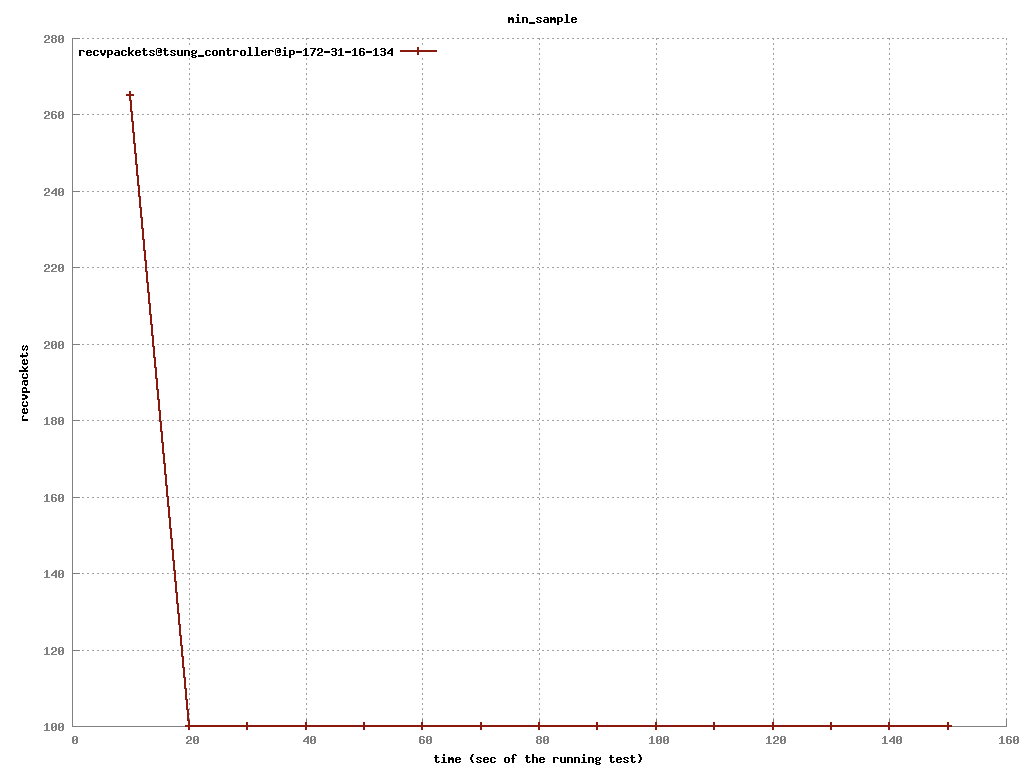 min_sample
280
recvpackets@tsung_controller@ip-172-31-16-134
260
240
220
200
recvpackets
180
160
140
120
100
0 20 40 60 80 100 120 140 160
time (sec of the running test)